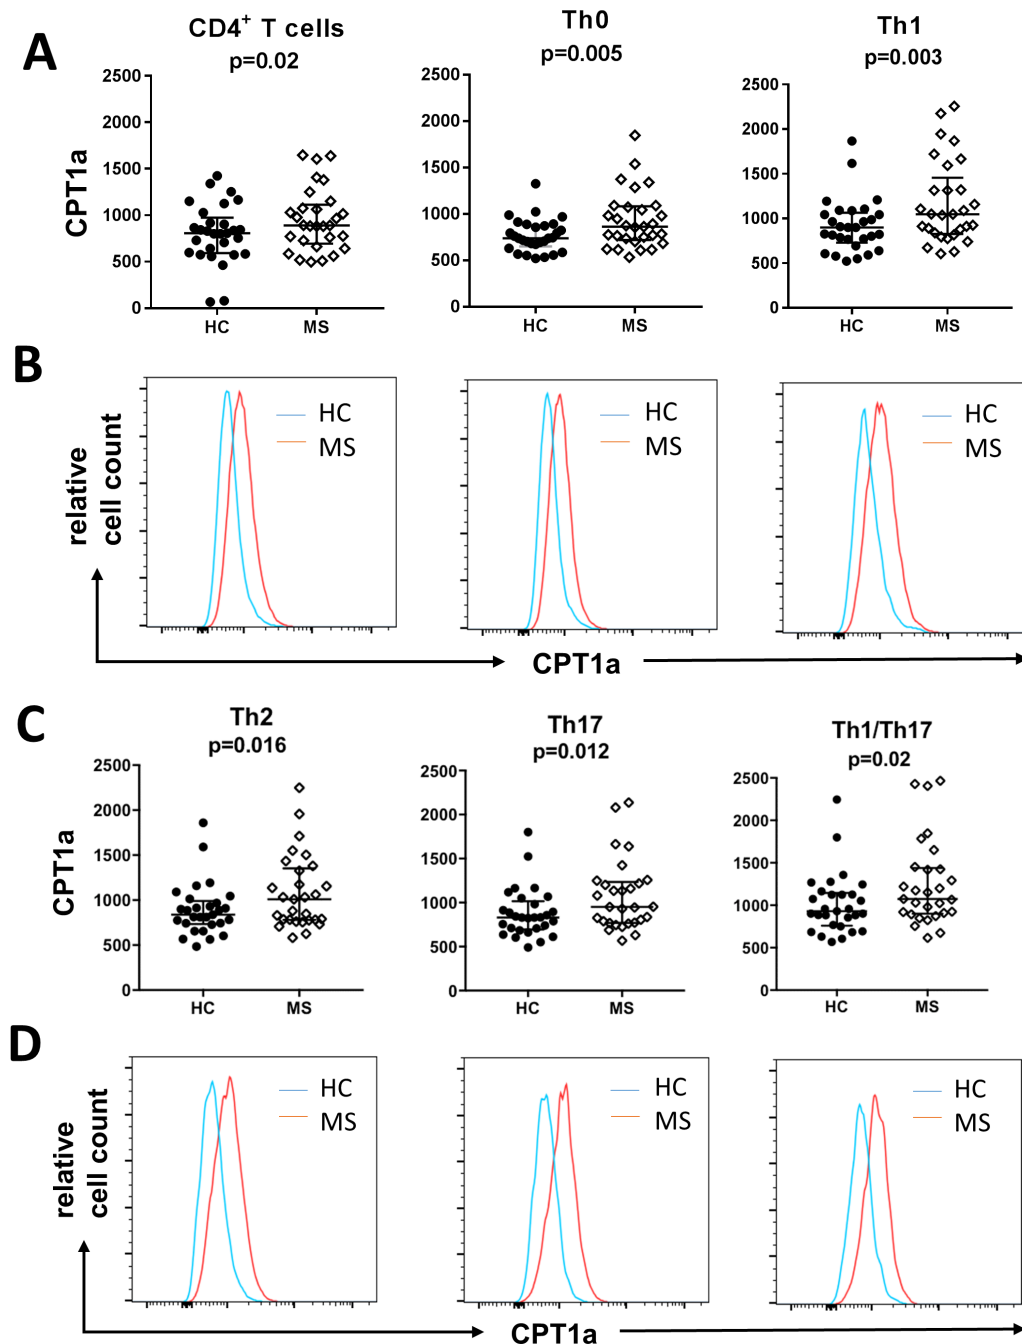 A
CD4+ T cells
p=0.02
Th0
p=0.005
Th1
p=0.003
CPT1a
2500
2000
1500
1000
500
0
HC MS
2500
2000
1500
1000
500
0
HC MS
2500
2000
1500
1000
500
0
HC MS
B
relative
cell count
HC
MS
HC
MS
HC
MS
CPT1a
C
Th2
p=0.016
Th17
p=0.012
Th1/Th17
p=0.02
CPT1a
2500
2000
1500
1000
500
0
HC MS
2500
2000
1500
1000
500
0
HC MS
2500
2000
1500
1000
500
0
HC MS
D
relative
cell count
HC
MS
HC
MS
HC
MS
CPT1a